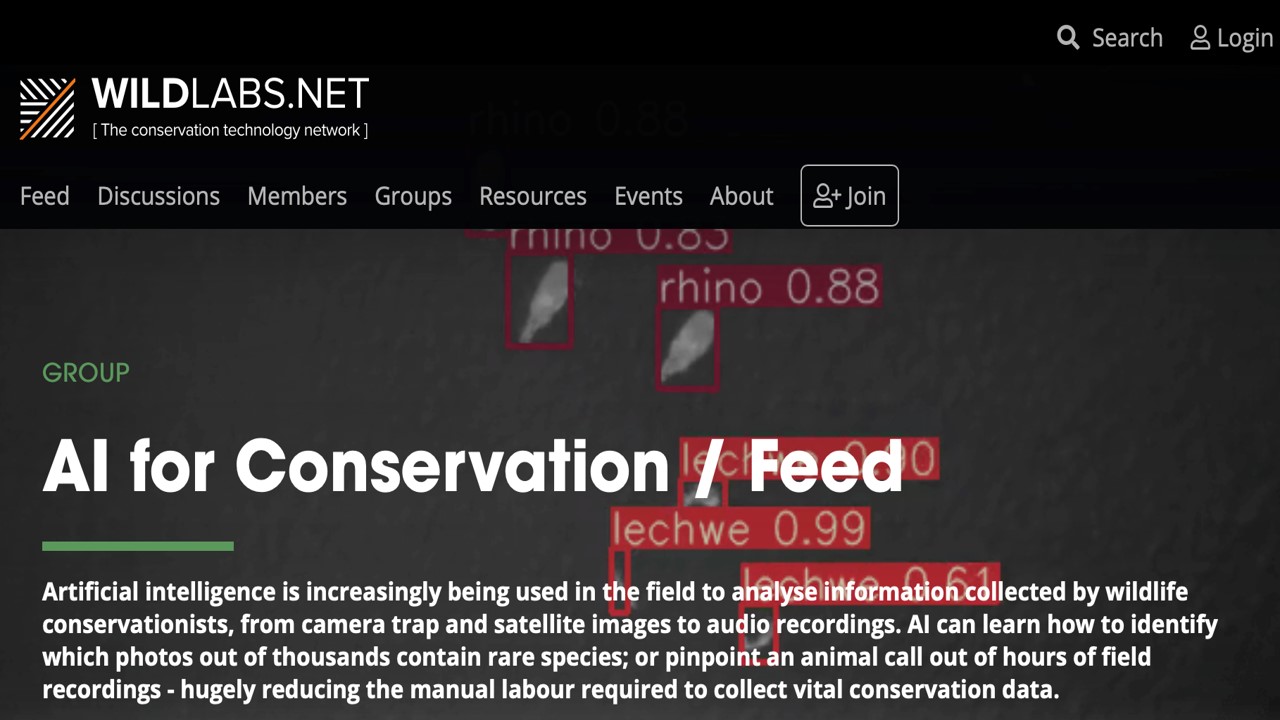 Search Login
WILDLABS.NET
[ The conservation technology network ]
rhino 0.88
Feed Discussions Members Groups Resources Events About Join
rhino 0.83
rhino 0.88
GROUP
AI for Conservation / Feed
lechwe 0.90
lechwe 0.99
lechwe 0.61
Artificial intelligence is increasingly being used in the field to analyse information collected by wildlife
conservationists, from camera trap and satellite images to audio recordings. AI can learn how to identify
which photos out of thousands contain rare species; or pinpoint an animal call out of hours of field
recordings - hugely reducing the manual labour required to collect vital conservation data.